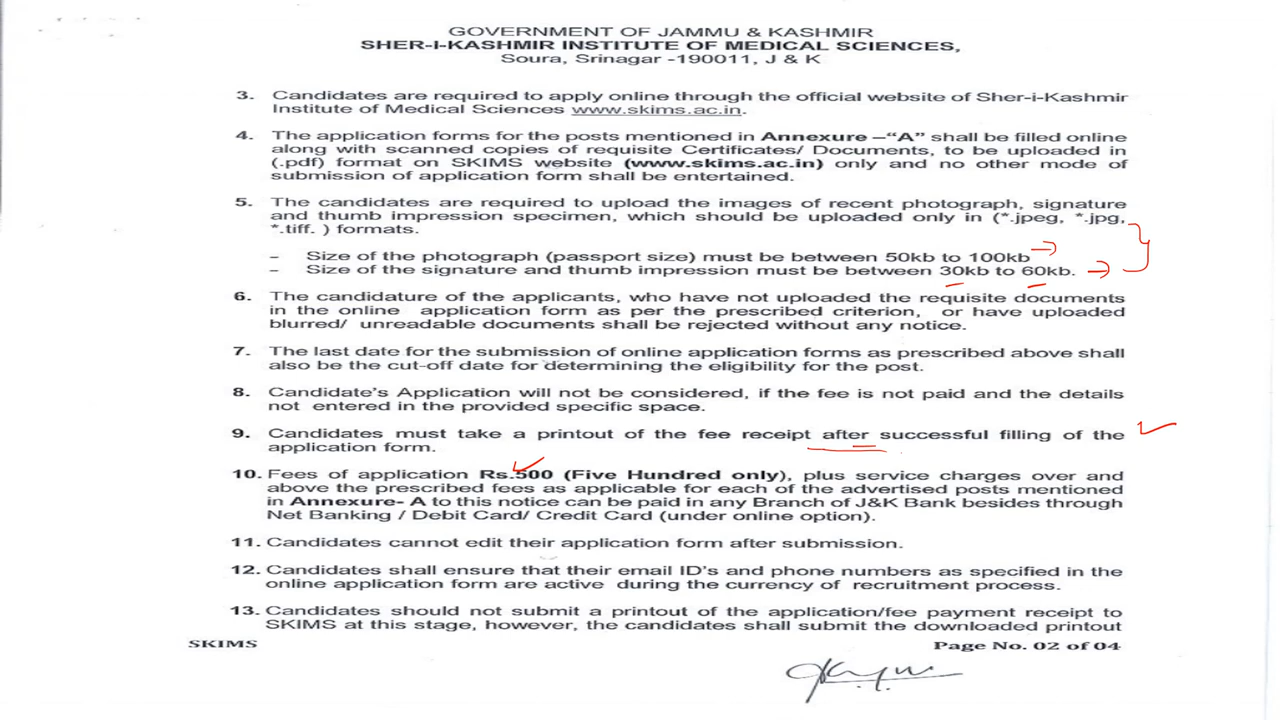 GOVERNMENT OF JAMMU & KASHMIR
SHER-I-KASHMIR INSTITUTE OF MEDICAL SCIENCES,
Soura, Srinagar -190011, J & K
3. Candidates are required to apply online through the official website of Sher-i-Kashmir
Institute of Medical Sciences www.skims.ac.in.
4. The application forms for the posts mentioned in Annexure –“A” shall be filled online
along with scanned copies of requisite Certificates/ Documents, to be uploaded in
(.pdf) format on SKIMS website (www.skims.ac.in) only and no other mode of
submission of application form shall be entertained.
5. The candidates are required to upload the images of recent photograph, signature
and thumb impression specimen, which should be uploaded only in (*.jpeg, *.jpg,
*.tiff. ) formats.
- Size of the photograph (passport size) must be between 50kb to 100kb
- Size of the signature and thumb impression must be between 30kb to 60kb.
6. The candidature of the applicants, who have not uploaded the requisite documents
in the online application form as per the prescribed criterion, or have uploaded
blurred/ unreadable documents shall be rejected without any notice.
7. The last date for the submission of online application forms as prescribed above shall
also be the cut-off date for determining the eligibility for the post.
8. Candidate's Application will not be considered, if the fee is not paid and the details
not entered in the provided specific space.
9. Candidates must take a printout of the fee receipt after successful filling of the
application form.
10. Fees of application Rs.500 (Five Hundred only), plus service charges over and
above the prescribed fees as applicable for each of the advertised posts mentioned
in Annexure- A to this notice can be paid in any Branch of J&K Bank besides through
Net Banking / Debit Card/ Credit Card (under online option).
11. Candidates cannot edit their application form after submission.
12. Candidates shall ensure that their email ID's and phone numbers as specified in the
online application form are active during the currency of recruitment process.
13. Candidates should not submit a printout of the application/fee payment receipt to
SKIMS at this stage, however, the candidates shall submit the downloaded printout
SKIMS Page No. 02 of 04